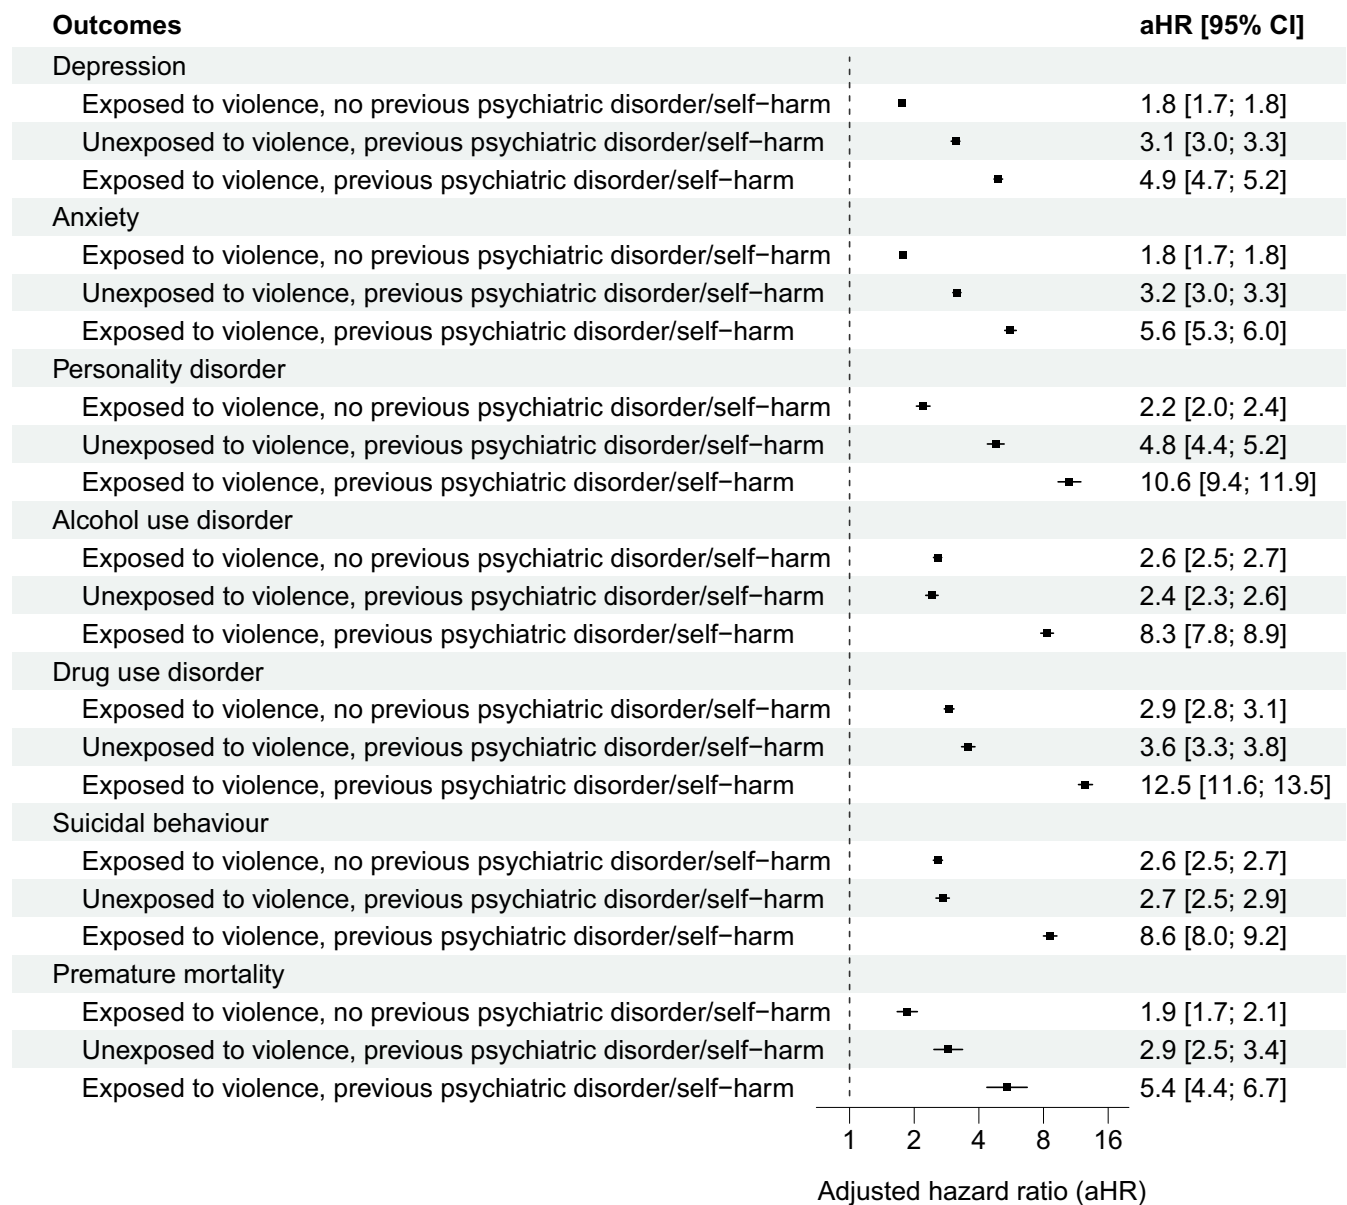 Outcomes aHR [95% CI]
Depression
Exposed to violence, no previous psychiatric disorder/self−harm 1.8 [1.7; 1.8]
Unexposed to violence, previous psychiatric disorder/self−harm 3.1 [3.0; 3.3]
Exposed to violence, previous psychiatric disorder/self−harm 4.9 [4.7; 5.2]
Anxiety
Exposed to violence, no previous psychiatric disorder/self−harm 1.8 [1.7; 1.8]
Unexposed to violence, previous psychiatric disorder/self−harm 3.2 [3.0; 3.3]
Exposed to violence, previous psychiatric disorder/self−harm 5.6 [5.3; 6.0]
Personality disorder
Exposed to violence, no previous psychiatric disorder/self−harm 2.2 [2.0; 2.4]
Unexposed to violence, previous psychiatric disorder/self−harm 4.8 [4.4; 5.2]
Exposed to violence, previous psychiatric disorder/self−harm 10.6 [9.4; 11.9]
Alcohol use disorder
Exposed to violence, no previous psychiatric disorder/self−harm 2.6 [2.5; 2.7]
Unexposed to violence, previous psychiatric disorder/self−harm 2.4 [2.3; 2.6]
Exposed to violence, previous psychiatric disorder/self−harm 8.3 [7.8; 8.9]
Drug use disorder
Exposed to violence, no previous psychiatric disorder/self−harm 2.9 [2.8; 3.1]
Unexposed to violence, previous psychiatric disorder/self−harm 3.6 [3.3; 3.8]
Exposed to violence, previous psychiatric disorder/self−harm 12.5 [11.6; 13.5]
Suicidal behaviour
Exposed to violence, no previous psychiatric disorder/self−harm 2.6 [2.5; 2.7]
Unexposed to violence, previous psychiatric disorder/self−harm 2.7 [2.5; 2.9]
Exposed to violence, previous psychiatric disorder/self−harm 8.6 [8.0; 9.2]
Premature mortality
Exposed to violence, no previous psychiatric disorder/self−harm 1.9 [1.7; 2.1]
Unexposed to violence, previous psychiatric disorder/self−harm 2.9 [2.5; 3.4]
Exposed to violence, previous psychiatric disorder/self−harm 5.4 [4.4; 6.7]
1 2 4 8 16
Adjusted hazard ratio (aHR)